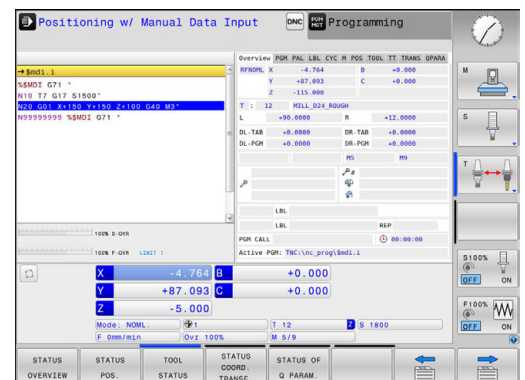 Positioning w/ Manual Data Input
DNC
PGM MGT
Programming
Overview PGM PAL LBL CYC M POS TOOL TT TRANS QPARA
→$mdi.i
%$MDI G71 *
N10 T7 G17 S1500*
N20 G01 X+150 Y+150 Z+100 G40 M3*
N99999999 %$MDI G71 *
RFNOML X -4.764 B +0.000
Y +87.093 C +0.000
Z -115.000
T : 12 MILL_D24_ROUGH
L +90.0000 R +12.0000
DL-TAB +0.0000 DR-TAB +0.0000
DL-PGM +0.0000 DR-PGM +0.0000
M5 M9
LBL
LBL REP
PGM CALL 00:00:00
Active PGM: TNC:\nc_prog\$mdi.i
100% S-OVR
100% F-OVR LIMIT 1
X -4.764 B +0.000
Y +87.093 C +0.000
Z -5.000
Mode: NOML. 1 T 12 Z S 1800
F 0mm/min Ovr 100% M 5/9
M
S
T
S100%
OFF ON
F100%
OFF ON
STATUS OVERVIEW
STATUS POS.
TOOL STATUS
STATUS COORD. TRANSF.
STATUS OF Q PARAM.